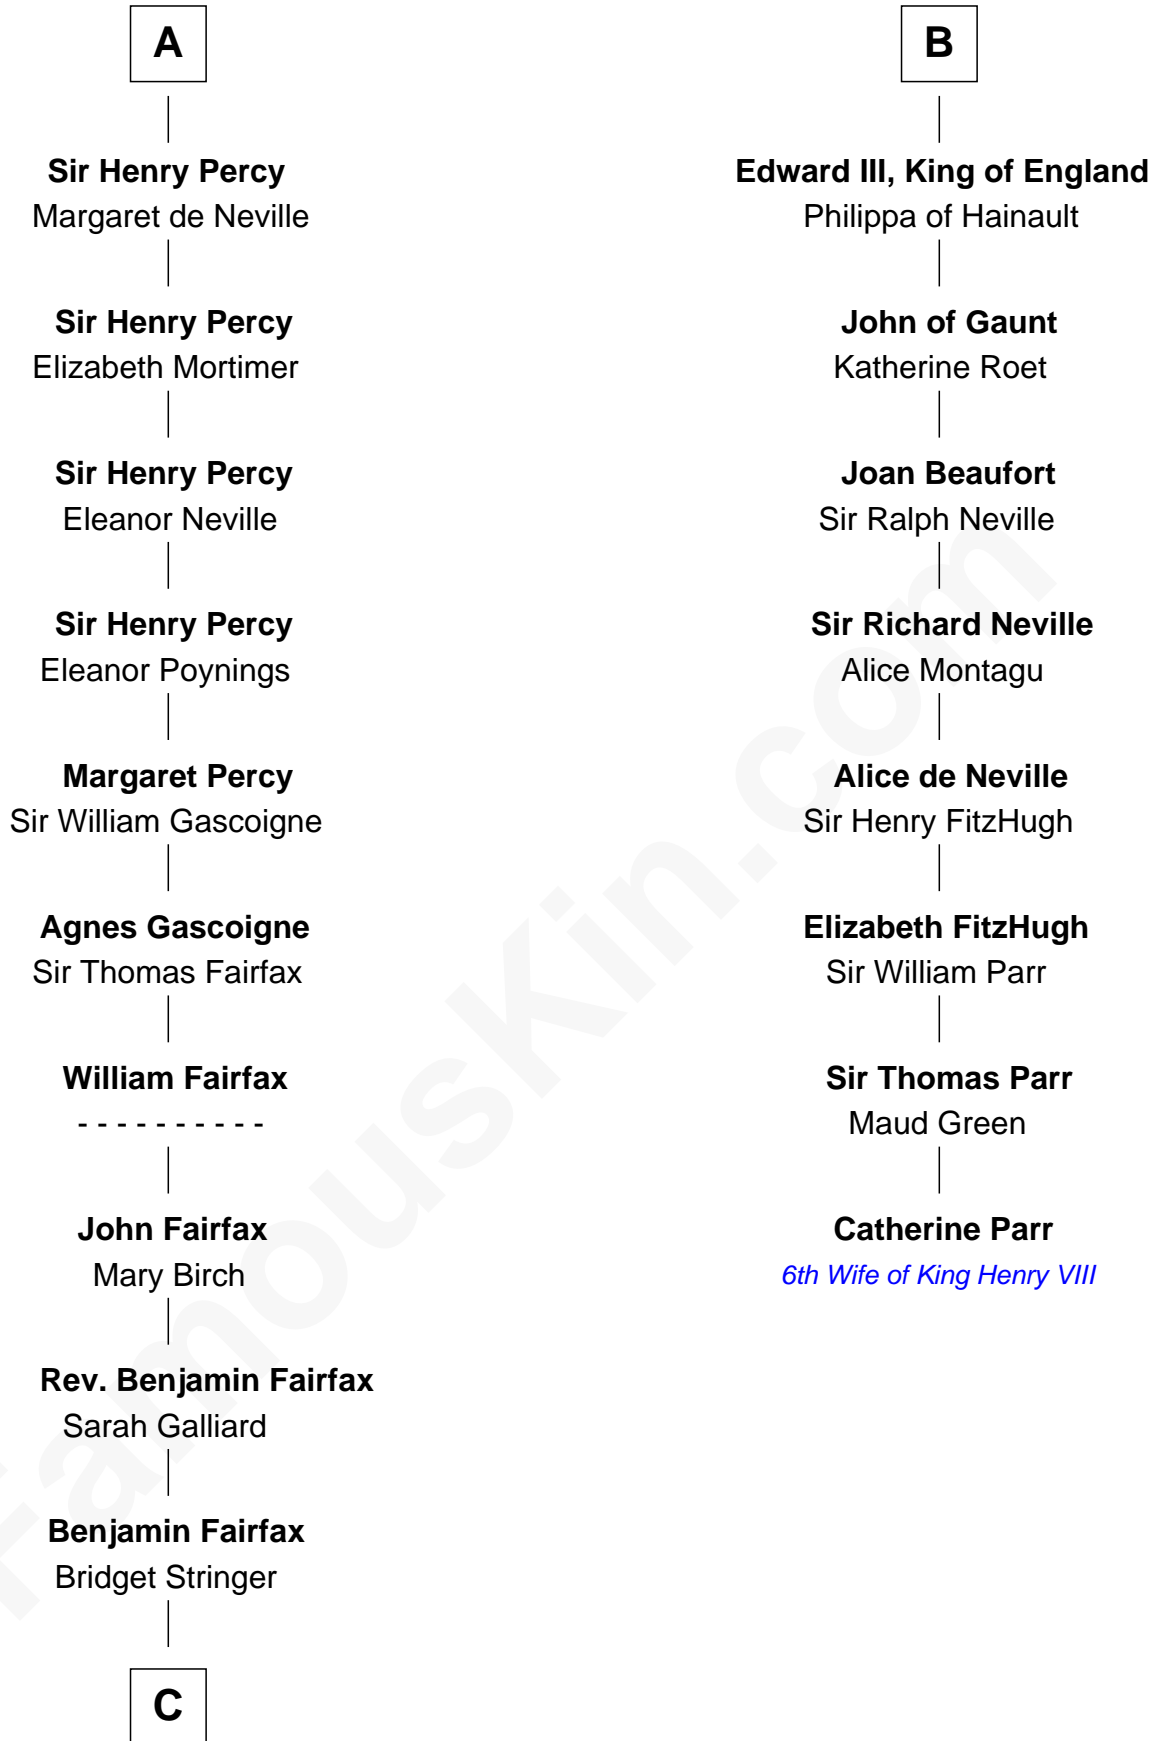 A
Sir Henry Percy
Margaret de Neville
Sir Henry Percy
Elizabeth Mortimer
Sir Henry Percy
Eleanor Neville
Sir Henry Percy
Eleanor Poynings
Margaret Percy
Sir William Gascoigne
Agnes Gascoigne
Sir Thomas Fairfax
William Fairfax
- - - - - - - - - -
John Fairfax
Mary Birch
Rev. Benjamin Fairfax
Sarah Galliard
Benjamin Fairfax
Bridget Stringer
C
B
Edward III, King of England
Philippa of Hainault
John of Gaunt
Katherine Roet
Joan Beaufort
Sir Ralph Neville
Sir Richard Neville
Alice Montagu
Alice de Neville
Sir Henry FitzHugh
Elizabeth FitzHugh
Sir William Parr
Sir Thomas Parr
Maud Green
Catherine Parr
6th Wife of King Henry VIII
FamousKin.com